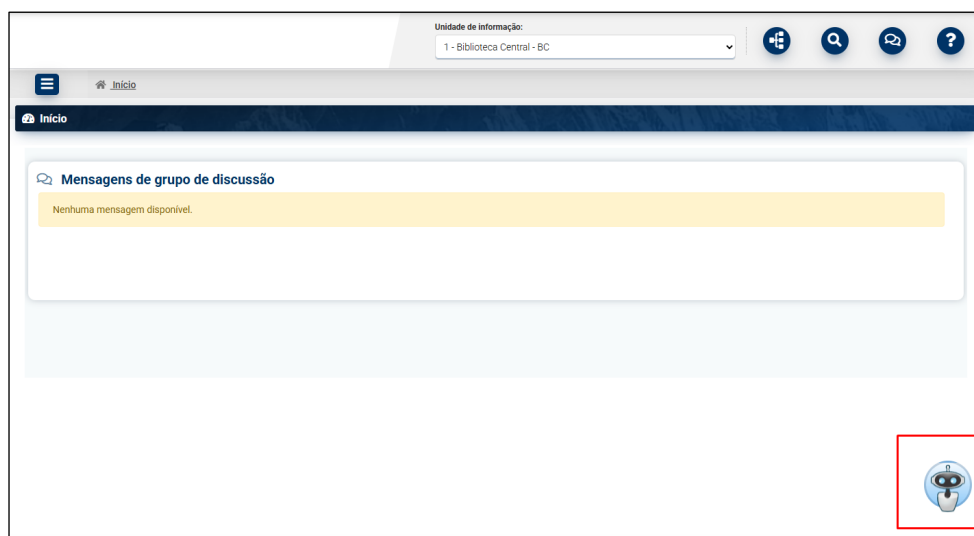 Unidade de informação:
1 - Biblioteca Central - BC
Início
Início
Mensagens de grupo de discussão
Nenhuma mensagem disponível.